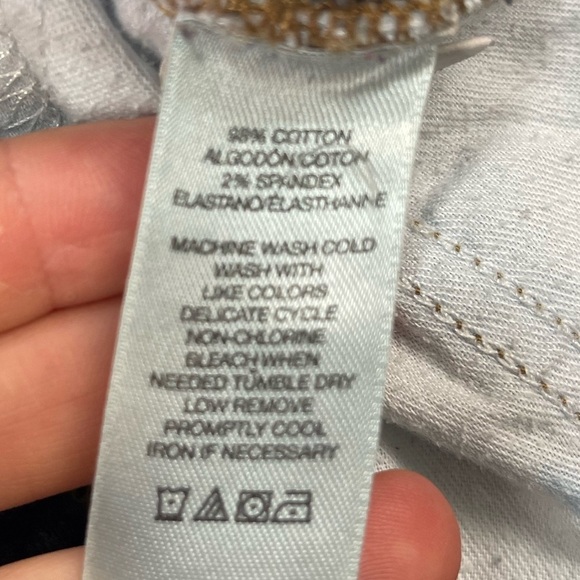 98% COTTON
ALGODÓN/COTON
2% SPANDEX
ELASTANO/ÉLASTHANNE
MACHINE WASH COLD
WASH WITH
LIKE COLORS
DELICATE CYCLE
NON-CHLORINE
BLEACH WHEN
NEEDED TUMBLE DRY
LOW REMOVE
PROMPTLY COOL
IRON IF NECESSARY